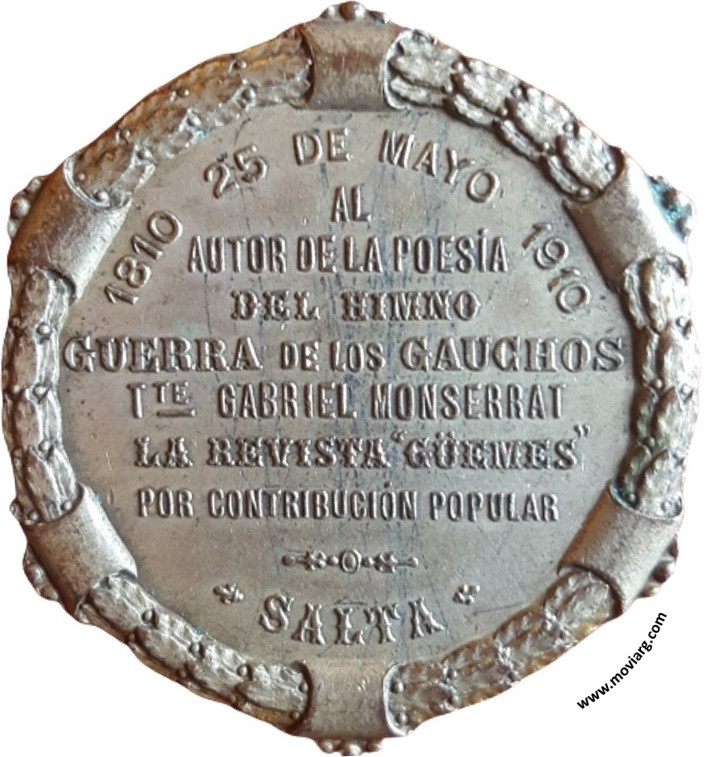 1810 25 DE MAYO 1910
AL
AUTOR DE LA POESÍA
DEL HIMNO
GUERRA DE LOS GAUCHOS
TTE GABRIEL MONSERRAT
LA REVISTA "GÜEMES"
POR CONTRIBUCIÓN POPULAR
SALTA
www.moviarg.com